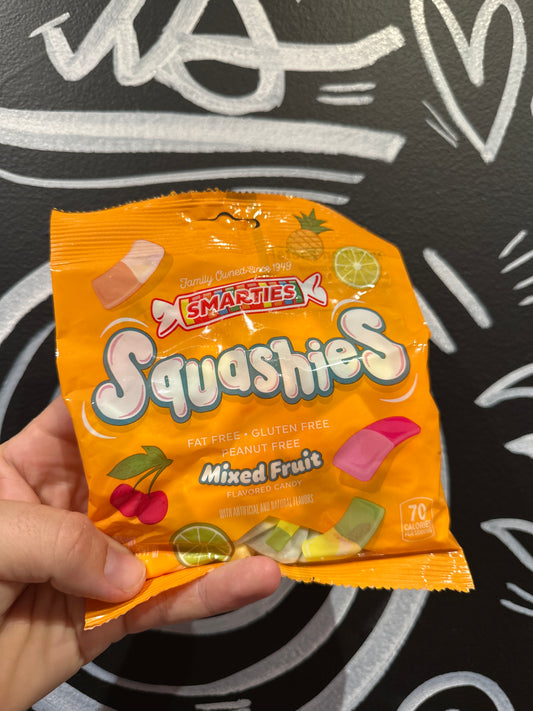 Family Owned Since 1949
SMARTIES
Squashies
FAT FREE • GLUTEN FREE
PEANUT FREE
Mixed Fruit
FLAVORED CANDY
WITH ARTIFICIAL AND NATURAL FLAVORS
70
CALORIES